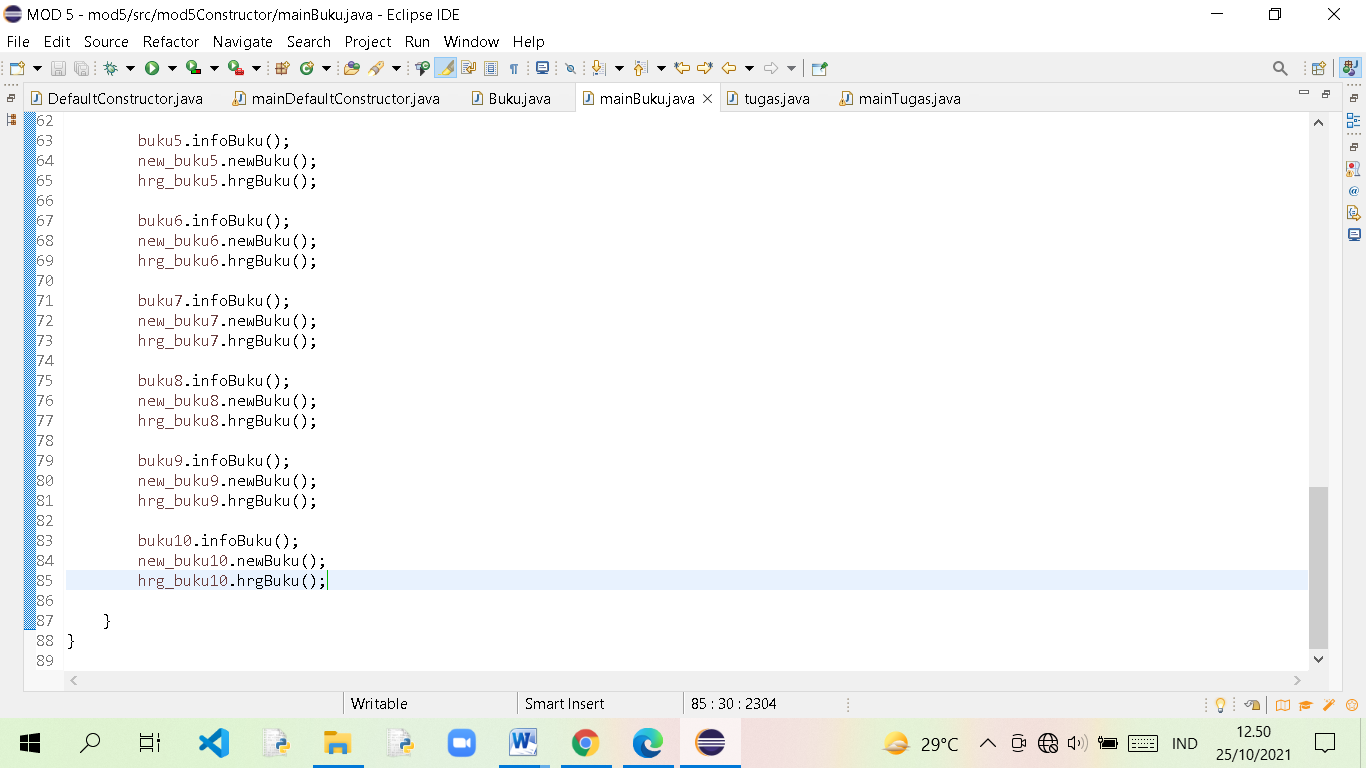 MOD 5 - mod5/src/mod5Constructor/mainBuku.java - Eclipse IDE
File Edit Source Refactor Navigate Search Project Run Window Help
DefaultConstructor.java mainDefaultConstructor.java Buku.java mainBuku.java tugas.java mainTugas.java
62
63 buku5.infoBuku();
64 new_buku5.newBuku();
65 hrg_buku5.hrgBuku();
66
67 buku6.infoBuku();
68 new_buku6.newBuku();
69 hrg_buku6.hrgBuku();
70
71 buku7.infoBuku();
72 new_buku7.newBuku();
73 hrg_buku7.hrgBuku();
74
75 buku8.infoBuku();
76 new_buku8.newBuku();
77 hrg_buku8.hrgBuku();
78
79 buku9.infoBuku();
80 new_buku9.newBuku();
81 hrg_buku9.hrgBuku();
82
83 buku10.infoBuku();
84 new_buku10.newBuku();
85 hrg_buku10.hrgBuku();
86
87 }
88 }
89
Writable Smart Insert 85 : 30 : 2304
29°C IND 12.50
25/10/2021